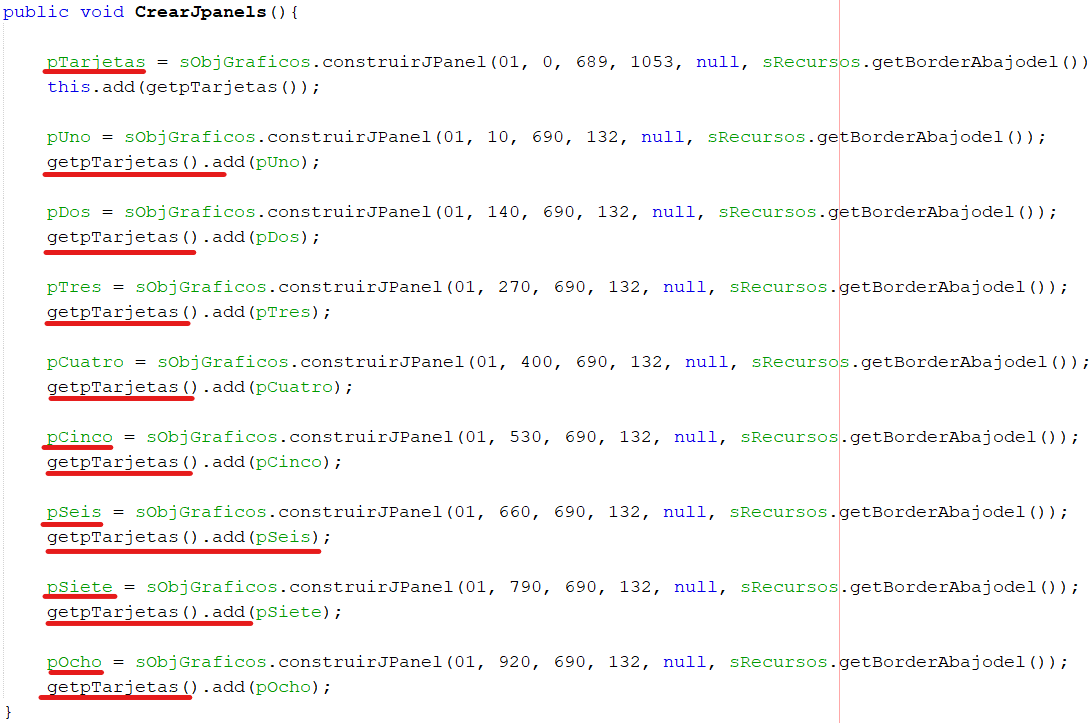 public void CrearJpanels(){
pTarjetas = sObjGraficos.construirJPanel(01, 0, 689, 1053, null, sRecursos.getBorderAbajodel())
this.add(getpTarjetas());
pUno = sObjGraficos.construirJPanel(01, 10, 690, 132, null, sRecursos.getBorderAbajodel());
getpTarjetas().add(pUno);
pDos = sObjGraficos.construirJPanel(01, 140, 690, 132, null, sRecursos.getBorderAbajodel());
getpTarjetas().add(pDos);
pTres = sObjGraficos.construirJPanel(01, 270, 690, 132, null, sRecursos.getBorderAbajodel());
getpTarjetas().add(pTres);
pCuatro = sObjGraficos.construirJPanel(01, 400, 690, 132, null, sRecursos.getBorderAbajodel());
getpTarjetas().add(pCuatro);
pCinco = sObjGraficos.construirJPanel(01, 530, 690, 132, null, sRecursos.getBorderAbajodel());
getpTarjetas().add(pCinco);
pSeis = sObjGraficos.construirJPanel(01, 660, 690, 132, null, sRecursos.getBorderAbajodel());
getpTarjetas().add(pSeis);
pSiete = sObjGraficos.construirJPanel(01, 790, 690, 132, null, sRecursos.getBorderAbajodel());
getpTarjetas().add(pSiete);
pOcho = sObjGraficos.construirJPanel(01, 920, 690, 132, null, sRecursos.getBorderAbajodel());
getpTarjetas().add(pOcho);
}